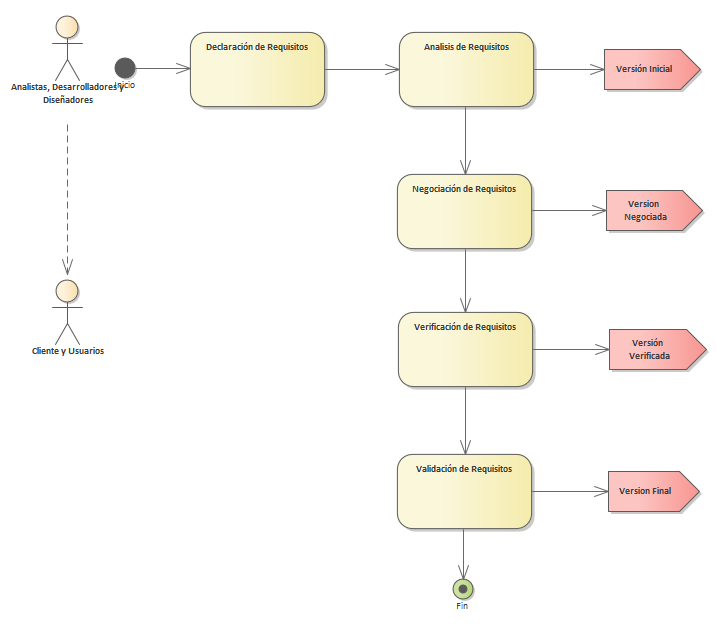 Declaración de Requisitos
Analisis de Requisitos
Versión Inicial
Analistas, Desarrolladores y
Diseñadores
Inicio
Negociación de Requisitos
Version
Negociada
Verificación de Requisitos
Versión
Verificada
Cliente y Usuarios
Validación de Requisitos
Version Final
Fin